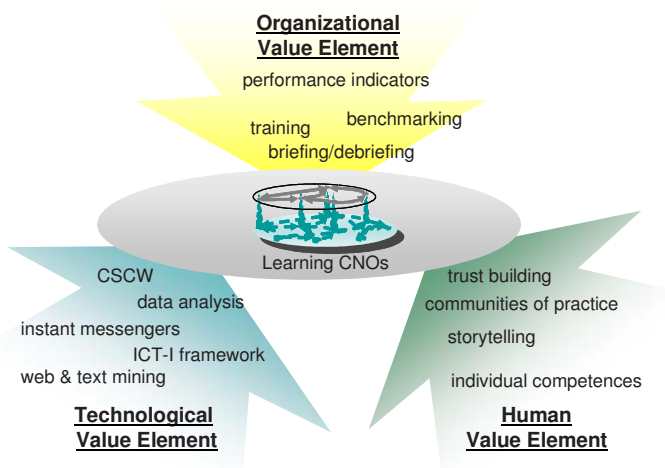 Organizational
Value Element
performance indicators
benchmarking
training
briefing/debriefing
Learning CNOs
CSCW
data analysis
instant messengers
ICT-I framework
web & text mining
Technological
Value Element
trust building
communities of practice
storytelling
individual competences
Human
Value Element